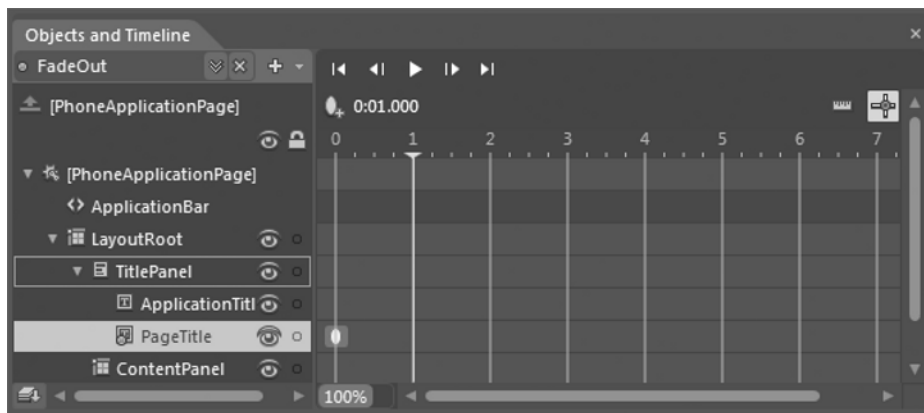 Objects and Timeline
FadeOut
[PhoneApplicationPage]
0:01.000
0 1 2 3 4 5 6 7
[PhoneApplicationPage]
ApplicationBar
LayoutRoot
TitlePanel
T ApplicationTitl
PageTitle
ContentPanel
100%